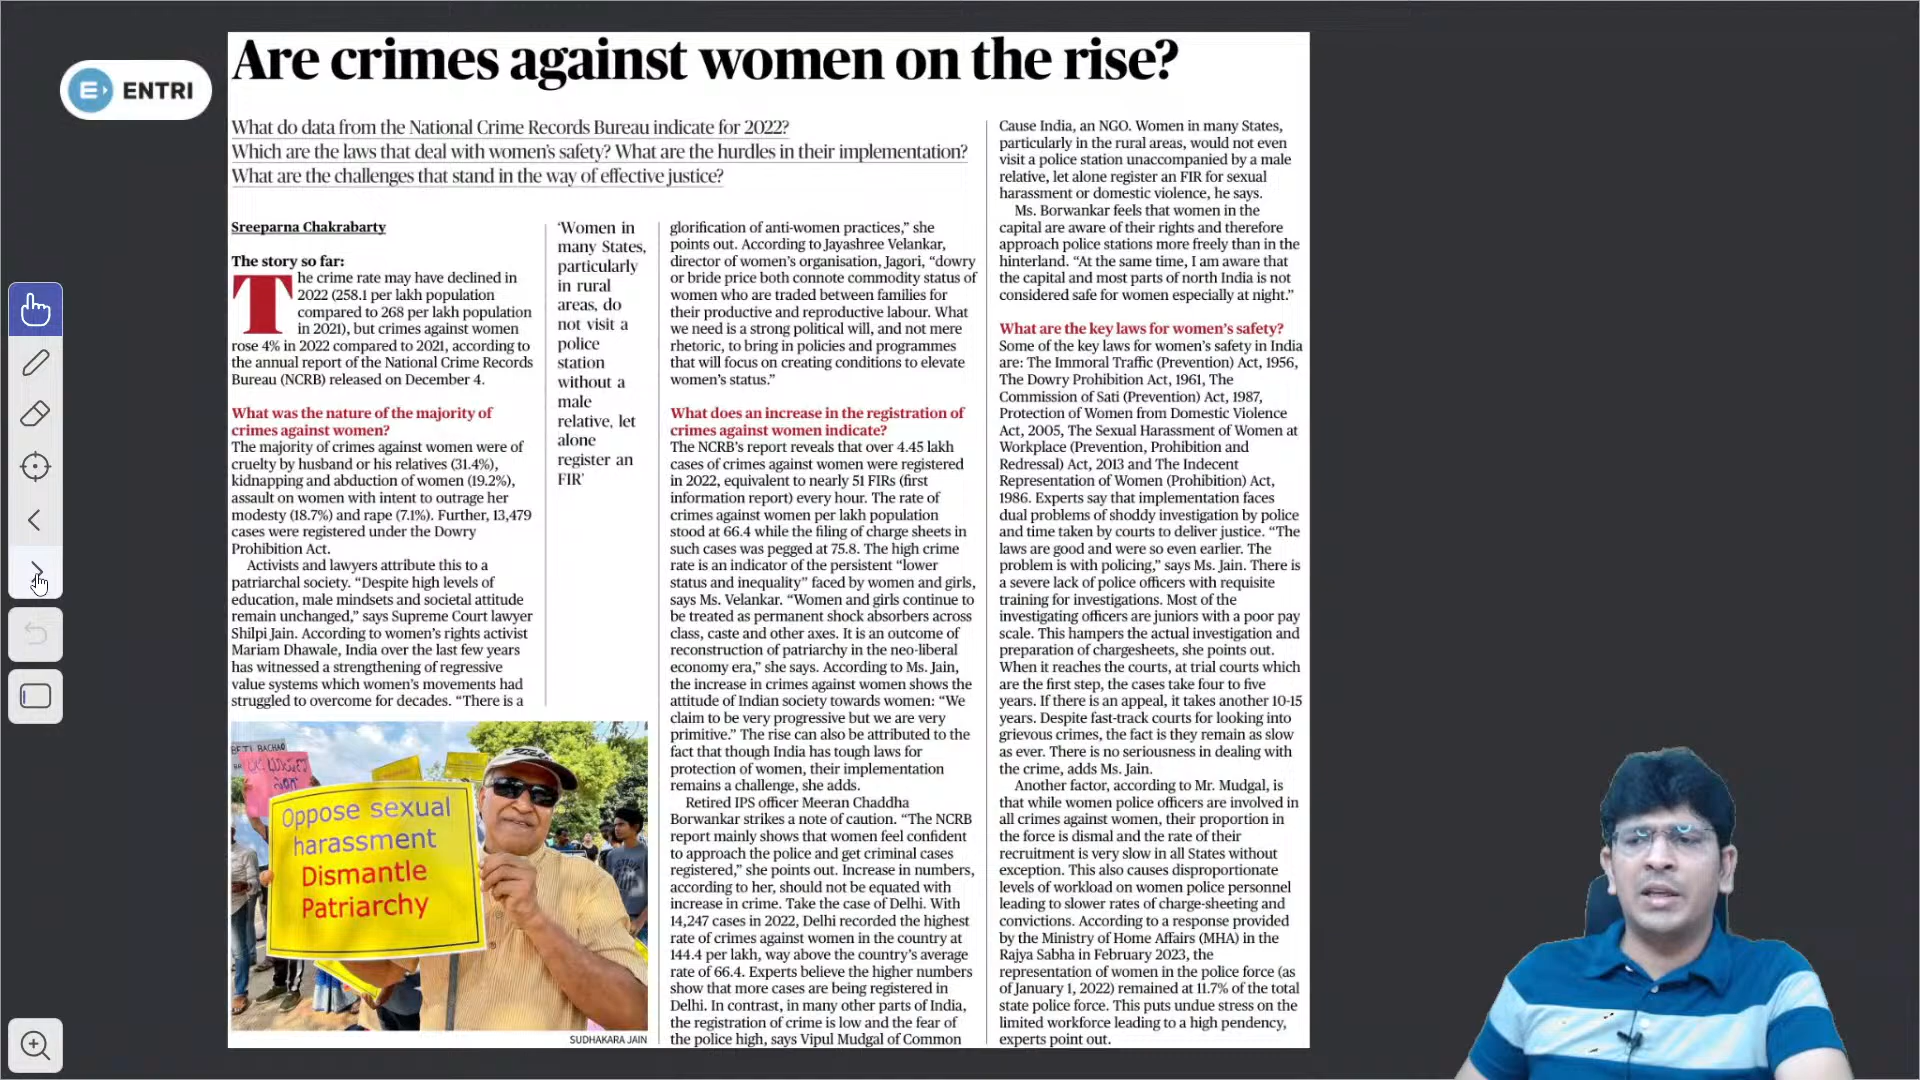 ENTRI
Are crimes against women on the rise?
What do data from the National Crime Records Bureau indicate for 2022?
Which are the laws that deal with women's safety? What are the hurdles in their implementation?
What are the challenges that stand in the way of effective justice?
Sreeparna Chakrabarty
The story so far:
The crime rate may have declined in
2022 (258.1 per lakh population
compared to 268 per lakh population
in 2021), but crimes against women
rose 4% in 2022 compared to 2021, according to
the annual report of the National Crime Records
Bureau (NCRB) released on December 4.
What was the nature of the majority of
crimes against women?
The majority of crimes against women were of
cruelty by husband or his relatives (31.4%),
kidnapping and abduction of women (19.2%),
assault on women with intent to outrage her
modesty (18.7%) and rape (7.1%). Further, 13,479
cases were registered under the Dowry
Prohibition Act.
Activists and lawyers attribute this to a
patriarchal society. “Despite high levels of
education, male mindsets and societal attitude
remain unchanged,” says Supreme Court lawyer
Shilpi Jain. According to women's rights activist
Mariam Dhawale, India over the last few years
has witnessed a strengthening of regressive
value systems which women's movements had
struggled to overcome for decades. “There is a
‘Women in
many States,
particularly
in rural
areas, do
not visit a
police
station
without a
male
relative, let
alone
register an
FIR’
BETI BACHAO
Oppose sexual
harassment
Dismantle
Patriarchy
SUDHAKARA JAIN
glorification of anti-women practices,” she
points out. According to Jayashree Velankar,
director of women's organisation, Jagori, “dowry
or bride price both connote commodity status of
women who are traded between families for
their productive and reproductive labour. What
we need is a strong political will, and not mere
rhetoric, to bring in policies and programmes
that will focus on creating conditions to elevate
women's status.”
What does an increase in the registration of
crimes against women indicate?
The NCRB's report reveals that over 4.45 lakh
cases of crimes against women were registered
in 2022, equivalent to nearly 51 FIRs (first
information report) every hour. The rate of
crimes against women per lakh population
stood at 66.4 while the filing of charge sheets in
such cases was pegged at 75.8. The high crime
rate is an indicator of the persistent “lower
status and inequality” faced by women and girls,
says Ms. Velankar. “Women and girls continue to
be treated as permanent shock absorbers across
class, caste and other axes. It is an outcome of
reconstruction of patriarchy in the neo-liberal
economy era,” she says. According to Ms. Jain,
the increase in crimes against women shows the
attitude of Indian society towards women: “We
claim to be very progressive but we are very
primitive.” The rise can also be attributed to the
fact that though India has tough laws for
protection of women, their implementation
remains a challenge, she adds.
Retired IPS officer Meeran Chaddha
Borwankar strikes a note of caution. “The NCRB
report mainly shows that women feel confident
to approach the police and get criminal cases
registered,” she points out. Increase in numbers,
according to her, should not be equated with
increase in crime. Take the case of Delhi. With
14,247 cases in 2022, Delhi recorded the highest
rate of crimes against women in the country at
144.4 per lakh, way above the country's average
rate of 66.4. Experts believe the higher numbers
show that more cases are being registered in
Delhi. In contrast, in many other parts of India,
the registration of crime is low and the fear of
the police high, says Vipul Mudgal of Common
Cause India, an NGO. Women in many States,
particularly in the rural areas, would not even
visit a police station unaccompanied by a male
relative, let alone register an FIR for sexual
harassment or domestic violence, he says.
Ms. Borwankar feels that women in the
capital are aware of their rights and therefore
approach police stations more freely than in the
hinterland. “At the same time, I am aware that
the capital and most parts of north India is not
considered safe for women especially at night.”
What are the key laws for women's safety?
Some of the key laws for women's safety in India
are: The Immoral Traffic (Prevention) Act, 1956,
The Dowry Prohibition Act, 1961, The
Commission of Sati (Prevention) Act, 1987,
Protection of Women from Domestic Violence
Act, 2005, The Sexual Harassment of Women at
Workplace (Prevention, Prohibition and
Redressal) Act, 2013 and The Indecent
Representation of Women (Prohibition) Act,
1986. Experts say that implementation faces
dual problems of shoddy investigation by police
and time taken by courts to deliver justice. “The
laws are good and were so even earlier. The
problem is with policing,” says Ms. Jain. There is
a severe lack of police officers with requisite
training for investigations. Most of the
investigating officers are juniors with a poor pay
scale. This hampers the actual investigation and
preparation of chargesheets, she points out.
When it reaches the courts, at trial courts which
are the first step, the cases take four to five
years. If there is an appeal, it takes another 10-15
years. Despite fast-track courts for looking into
grievous crimes, the fact is they remain as slow
as ever. There is no seriousness in dealing with
the crime, adds Ms. Jain.
Another factor, according to Mr. Mudgal, is
that while women police officers are involved in
all crimes against women, their proportion in
the force is dismal and the rate of their
recruitment is very slow in all States without
exception. This also causes disproportionate
levels of workload on women police personnel
leading to slower rates of charge-sheeting and
convictions. According to a response provided
by the Ministry of Home Affairs (MHA) in the
Rajya Sabha in February 2023, the
representation of women in the police force (as
of January 1, 2022) remained at 11.7% of the total
state police force. This puts undue stress on the
limited workforce leading to a high pendency,
experts point out.